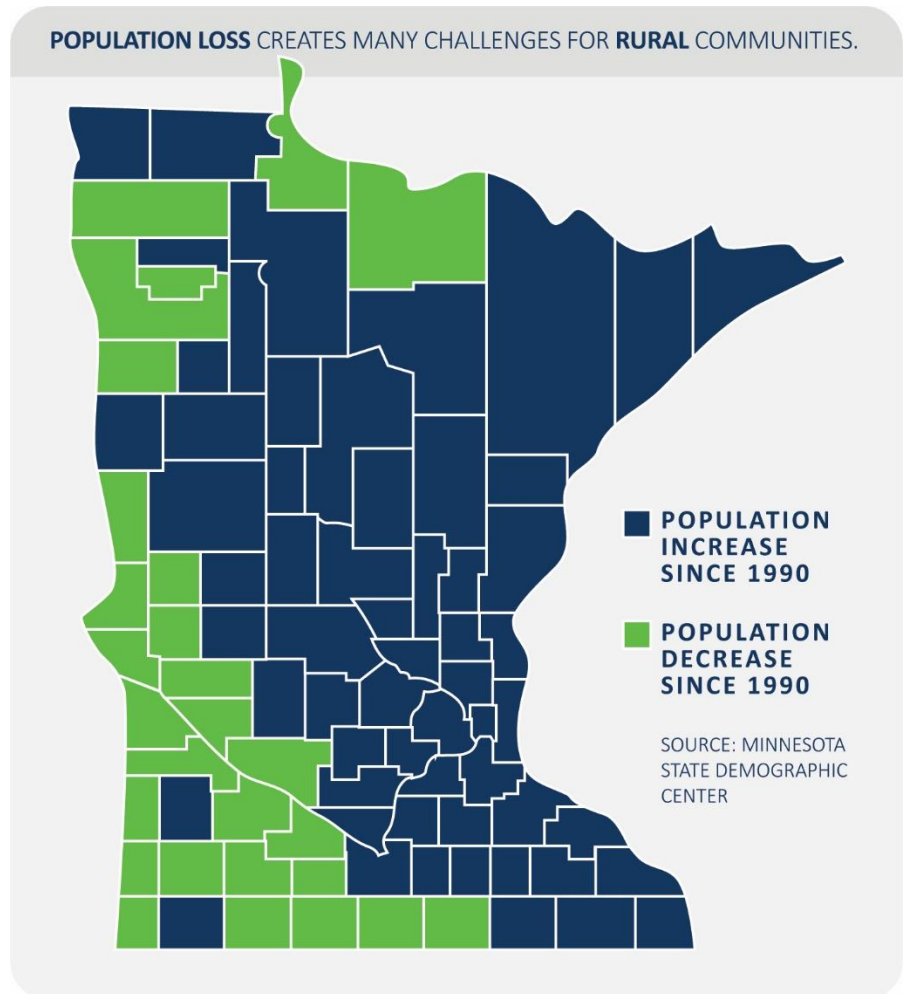 POPULATION LOSS CREATES MANY CHALLENGES FOR RURAL COMMUNITIES.
POPULATION
INCREASE
SINCE 1990
POPULATION
DECREASE
SINCE 1990
SOURCE: MINNESOTA
STATE DEMOGRAPHIC
CENTER